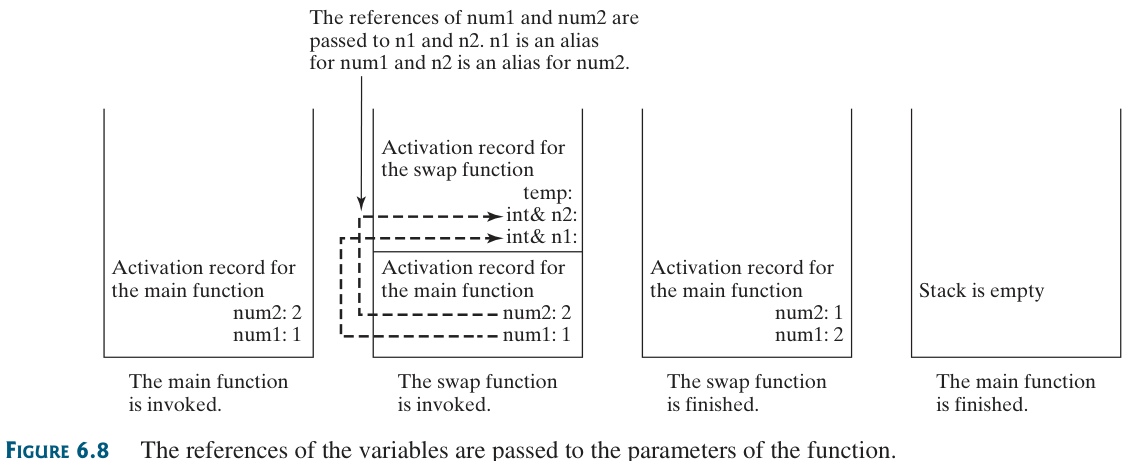 The references of num1 and num2 are
passed to n1 and n2. n1 is an alias
for num1 and n2 is an alias for num2.
Activation record for
the main function
num2: 2
num1: 1
The main function
is invoked.
Activation record for
the swap function
temp:
int& n2:
int& n1:
Activation record for
the main function
num2: 2
num1: 1
The swap function
is invoked.
Activation record for
the main function
num2: 1
num1: 2
The swap function
is finished.
Stack is empty
The main function
is finished.
FIGURE 6.8 The references of the variables are passed to the parameters of the function.